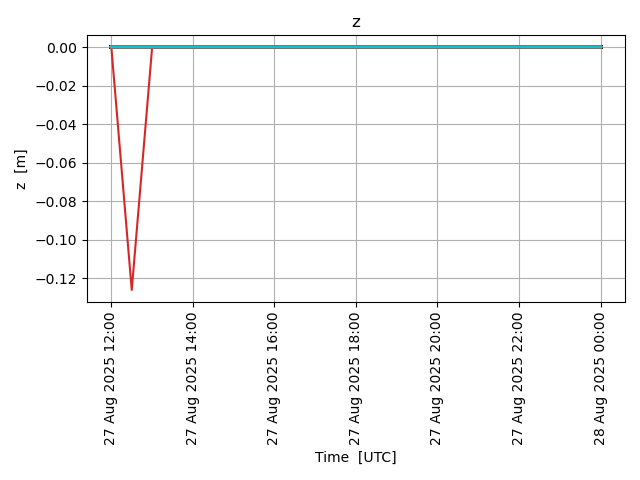 z
0.00
−0.02
−0.04
−0.06
−0.08
−0.10
−0.12
z [m]
27 Aug 2025 12:00
27 Aug 2025 14:00
27 Aug 2025 16:00
27 Aug 2025 18:00
27 Aug 2025 20:00
27 Aug 2025 22:00
28 Aug 2025 00:00
Time [UTC]